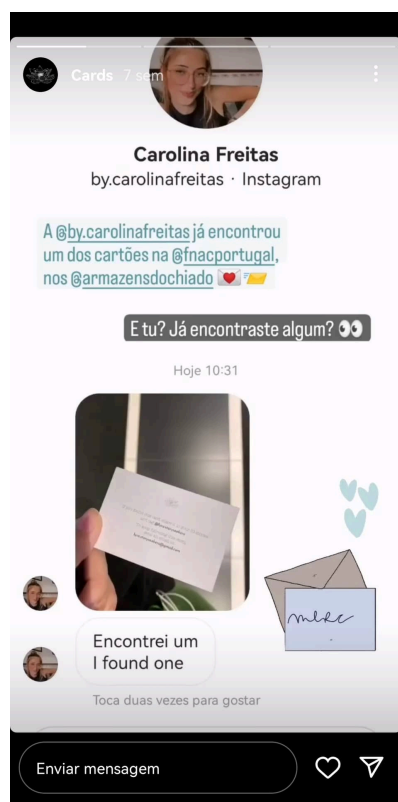 Cards 7 sem
Carolina Freitas
by.carolinafreitas · Instagram
A @by.carolinafreitas já encontrou
um dos cartões na @fnacportugal,
nos @armazensdochiado 💌📨
E tu? Já encontraste algum? 👀
Hoje 10:31
Encontrei um
I found one
Toca duas vezes para gostar
Enviar mensagem